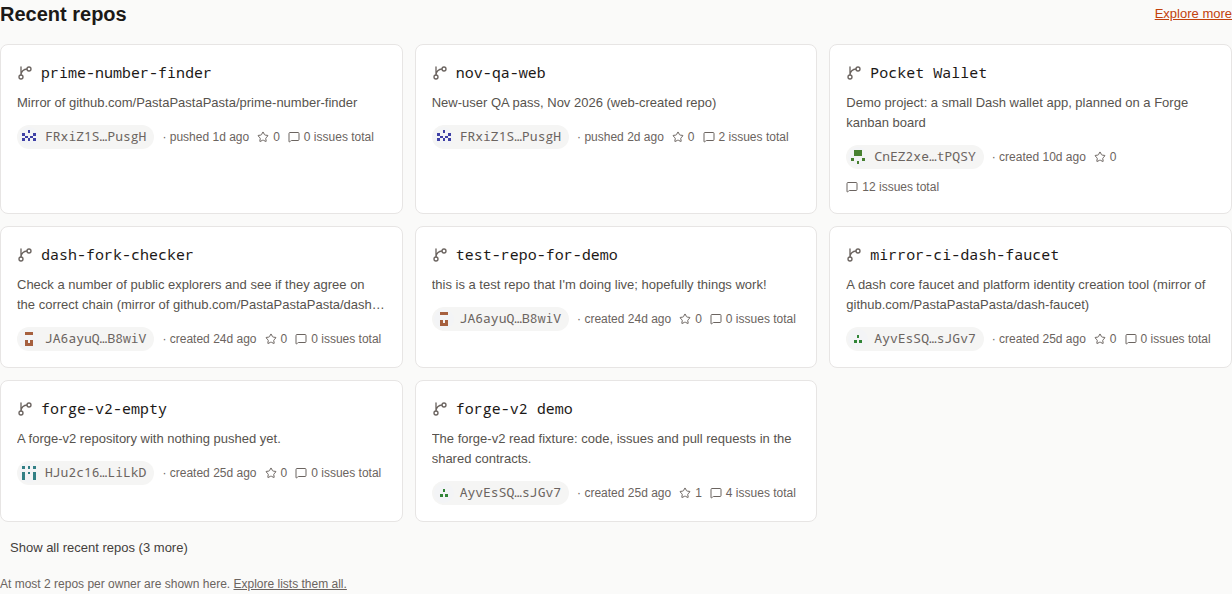 Recent repos
Explore more
prime-number-finder
Mirror of github.com/PastaPastaPasta/prime-number-finder
FRxiZ1S…PusgH · pushed 1d ago 0 0 issues total
nov-qa-web
New-user QA pass, Nov 2026 (web-created repo)
FRxiZ1S…PusgH · pushed 2d ago 0 2 issues total
Pocket Wallet
Demo project: a small Dash wallet app, planned on a Forge
kanban board
CnEZ2xe…tPQSY · created 10d ago 0
12 issues total
dash-fork-checker
Check a number of public explorers and see if they agree on
the correct chain (mirror of github.com/PastaPastaPasta/dash…
JA6ayuQ…B8wiV · created 24d ago 0 0 issues total
test-repo-for-demo
this is a test repo that I'm doing live; hopefully things work!
JA6ayuQ…B8wiV · created 24d ago 0 0 issues total
mirror-ci-dash-faucet
A dash core faucet and platform identity creation tool (mirror of
github.com/PastaPastaPasta/dash-faucet)
AyvEsSQ…sJGv7 · created 25d ago 0 0 issues total
forge-v2-empty
A forge-v2 repository with nothing pushed yet.
HJu2c16…LiLkD · created 25d ago 0 0 issues total
forge-v2 demo
The forge-v2 read fixture: code, issues and pull requests in the
shared contracts.
AyvEsSQ…sJGv7 · created 25d ago 1 4 issues total
Show all recent repos (3 more)
At most 2 repos per owner are shown here. Explore lists them all.